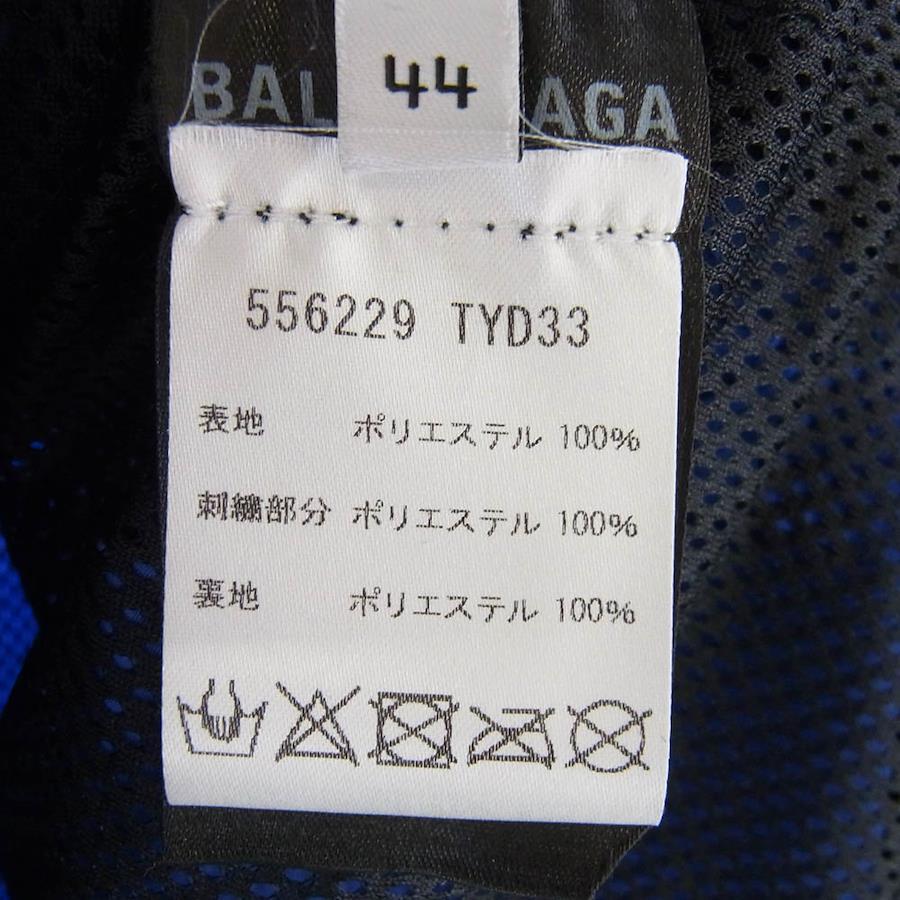 44
BAL AGA
556229 TYD33
表地 ポリエステル 100%
刺繍部分 ポリエステル 100%
裏地 ポリエステル 100%